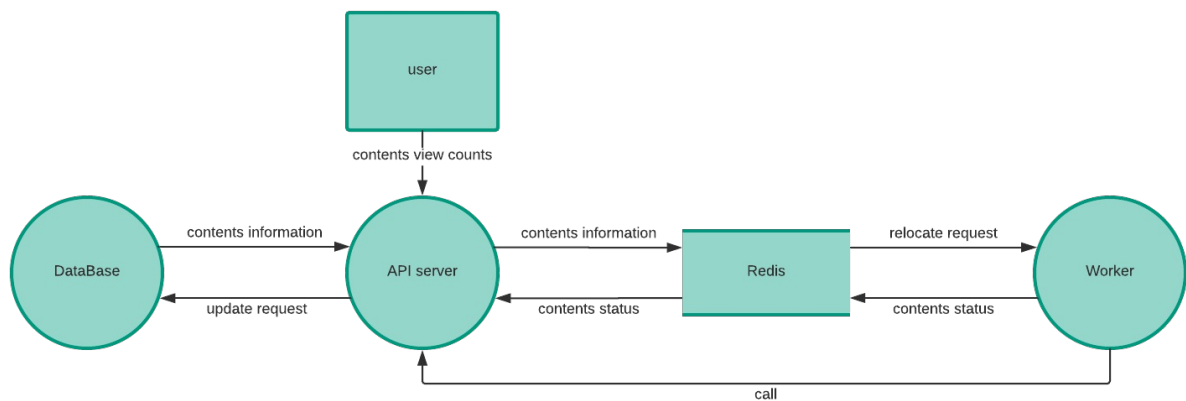 user
contents view counts
contents information
contents information
relocate request
DataBase
API server
Redis
Worker
update request
contents status
contents status
call